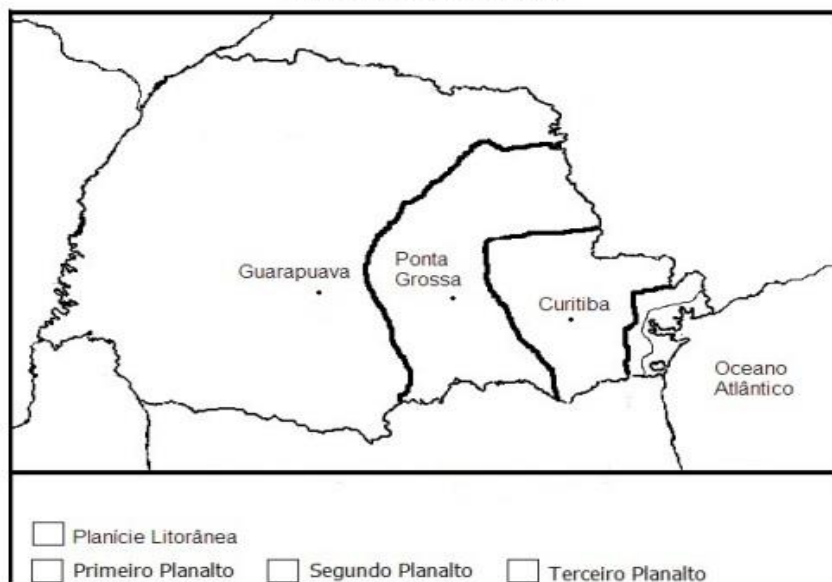 Guarapuava
Ponta
Grossa
Curitiba
Oceano
Atlântico
Planície Litorânea
Primeiro Planalto
Segundo Planalto
Terceiro Planalto